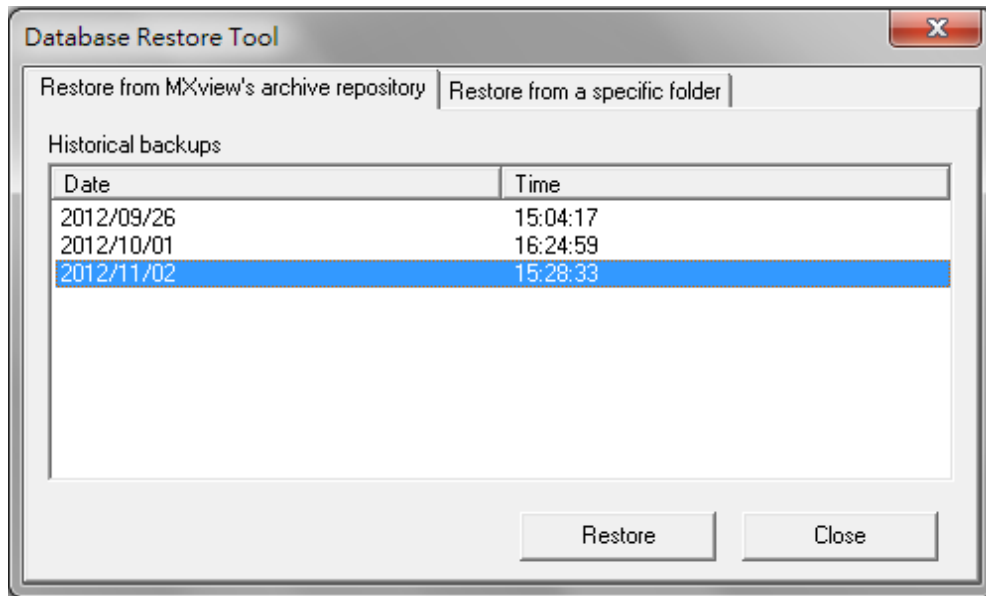 Database Restore Tool
Restore from MXview's archive repository Restore from a specific folder
Historical backups
Date Time
2012/09/26 15:04:17
2012/10/01 16:24:59
2012/11/02 15:28:33
Restore Close